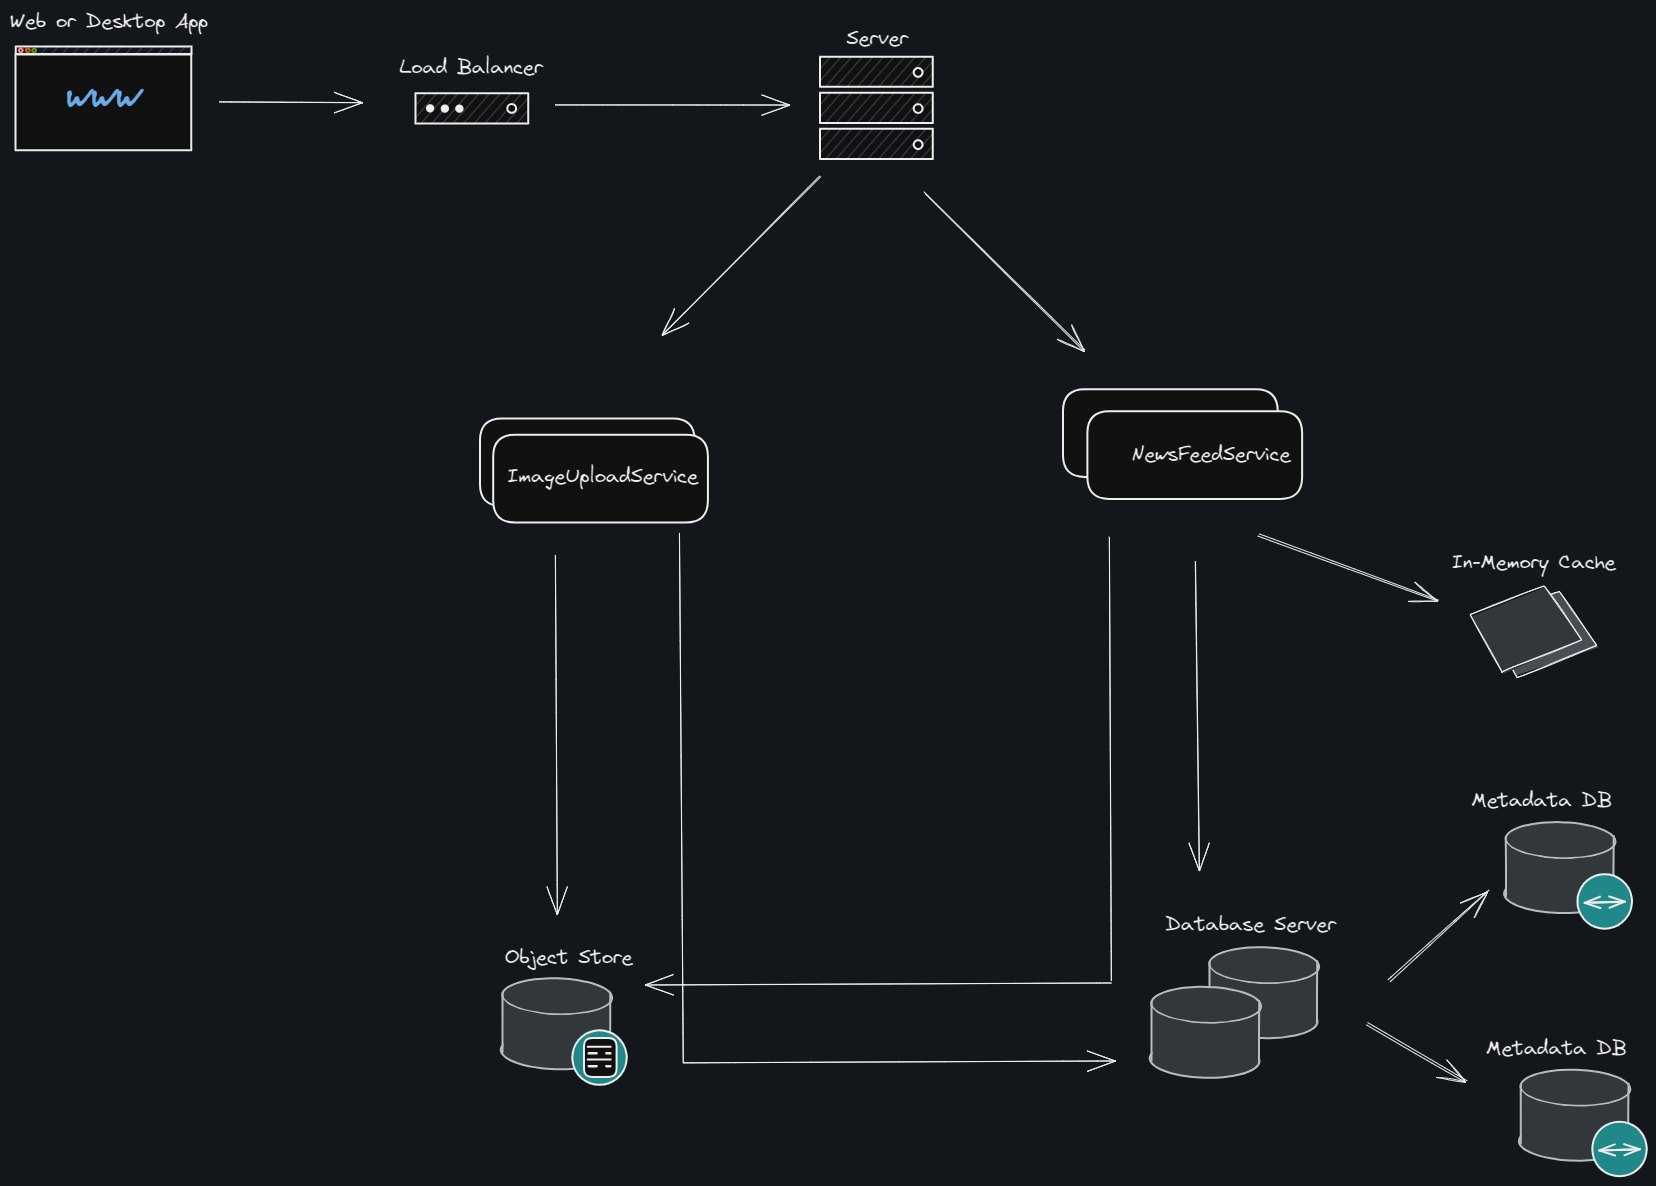 Web or Desktop App
www
Load Balancer
Server
ImageUploadService
NewsFeedService
In-Memory Cache
Metadata DB
Database Server
Object Store
Metadata DB